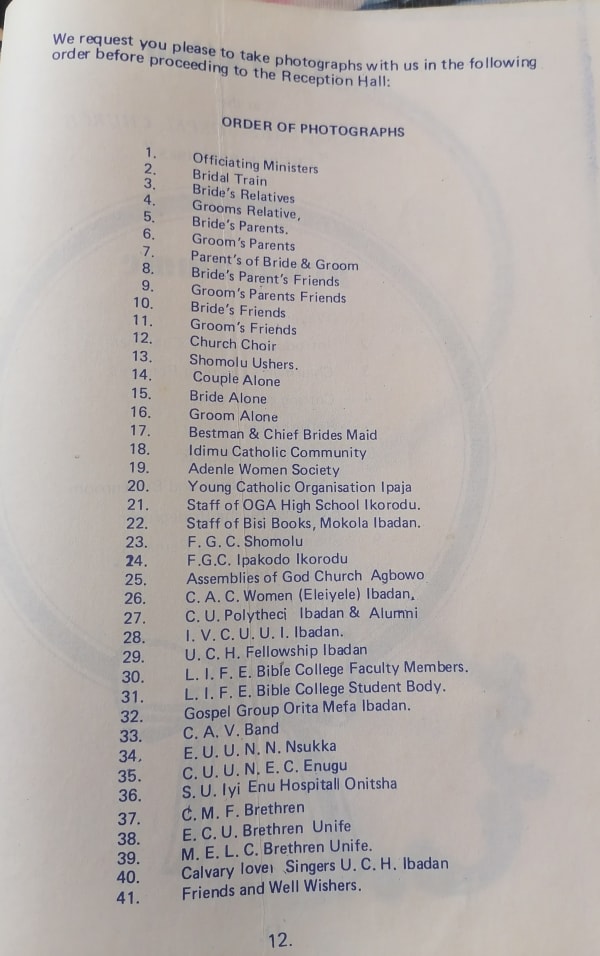 We request you please to take photographs with us in the following
order before proceeding to the Reception Hall:
ORDER OF PHOTOGRAPHS
1. Officiating Ministers
2. Bridal Train
3. Bride's Relatives
4. Grooms Relative,
5. Bride's Parents.
6. Groom's Parents
7. Parent's of Bride & Groom
8. Bride's Parent's Friends
9. Groom's Parents Friends
10. Bride's Friends
11. Groom's Friends
12. Church Choir
13. Shomolu Ushers.
14. Couple Alone
15. Bride Alone
16. Groom Alone
17. Bestman & Chief Brides Maid
18. Idimu Catholic Community
19. Adenle Women Society
20. Young Catholic Organisation Ipaja
21. Staff of OGA High School Ikorodu.
22. Staff of Bisi Books, Mokola Ibadan.
23. F. G. C. Shomolu
24. F.G.C. Ipakodo Ikorodu
25. Assemblies of God Church Agbowo
26. C. A. C. Women (Eleiyele) Ibadan.
27. C. U. Polytheci Ibadan & Alumni
28. I. V. C. U. U. I. Ibadan.
29. U. C. H. Fellowship Ibadan
30. L. I. F. E. Bible College Faculty Members.
31. L. I. F. E. Bible College Student Body.
32. Gospel Group Orita Mefa Ibadan.
33. C. A. V. Band
34. E. U. U. N. N. Nsukka
35. C. U. U. N. E. C. Enugu
36. S. U. Iyi Enu Hospitall Onitsha
37. C. M. F. Brethren
38. E. C. U. Brethren Unife
39. M. E. L. C. Brethren Unife.
40. Calvary lover Singers U. C. H. Ibadan
41. Friends and Well Wishers.
12.